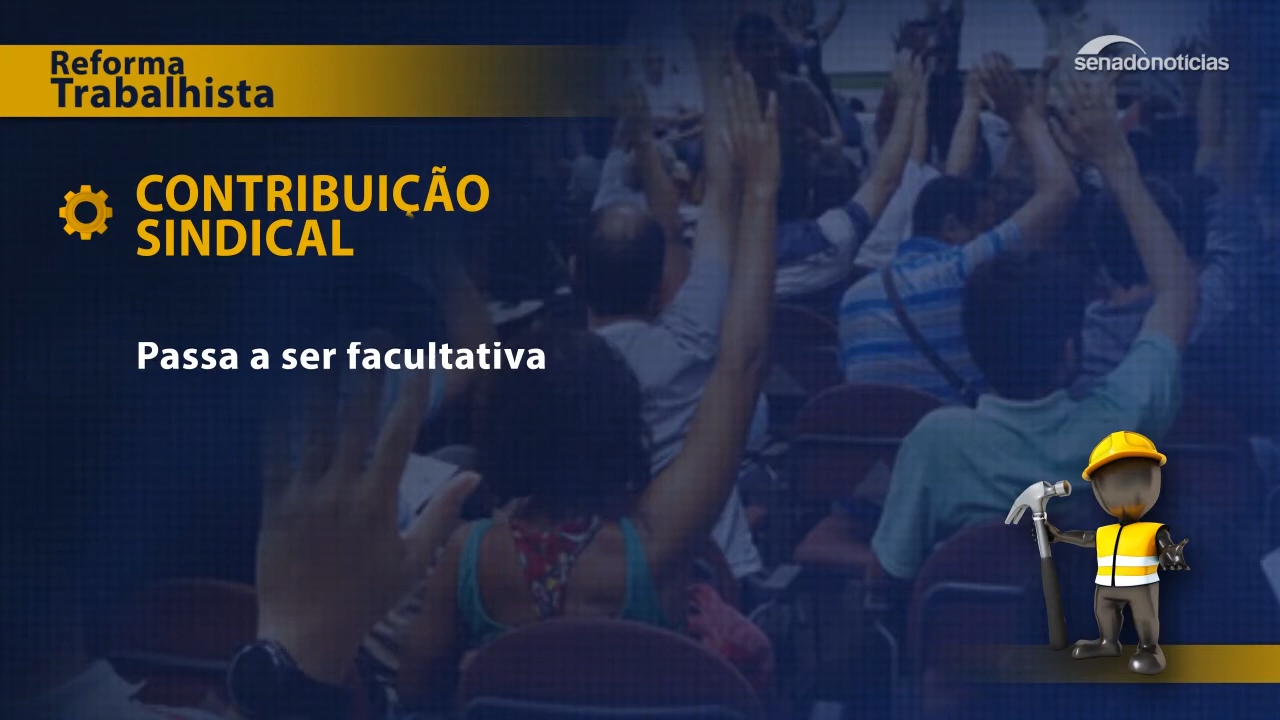 Reforma
Trabalhista
senadonotícias
CONTRIBUIÇÃO
SINDICAL
Passa a ser facultativa